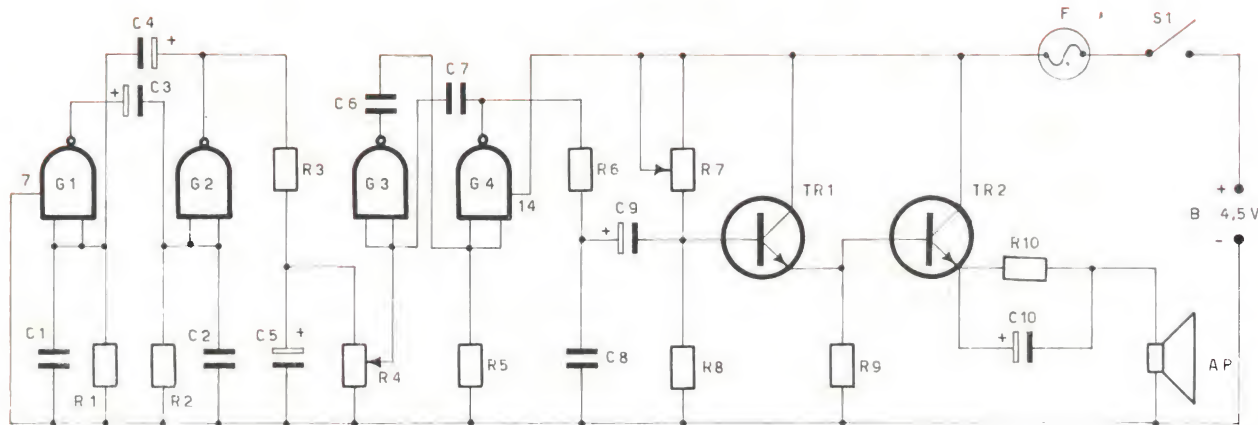 C4
+
F
S1
+
C3
C7
C6
7
G1
G2
R3
G3
G4
14
R6
R7
C9
+
TR1
TR2
+
B 4,5V
-
R10
C1
R1
R2
C2
C5
+
R4
R5
C8
R8
R9
+
C10
AP